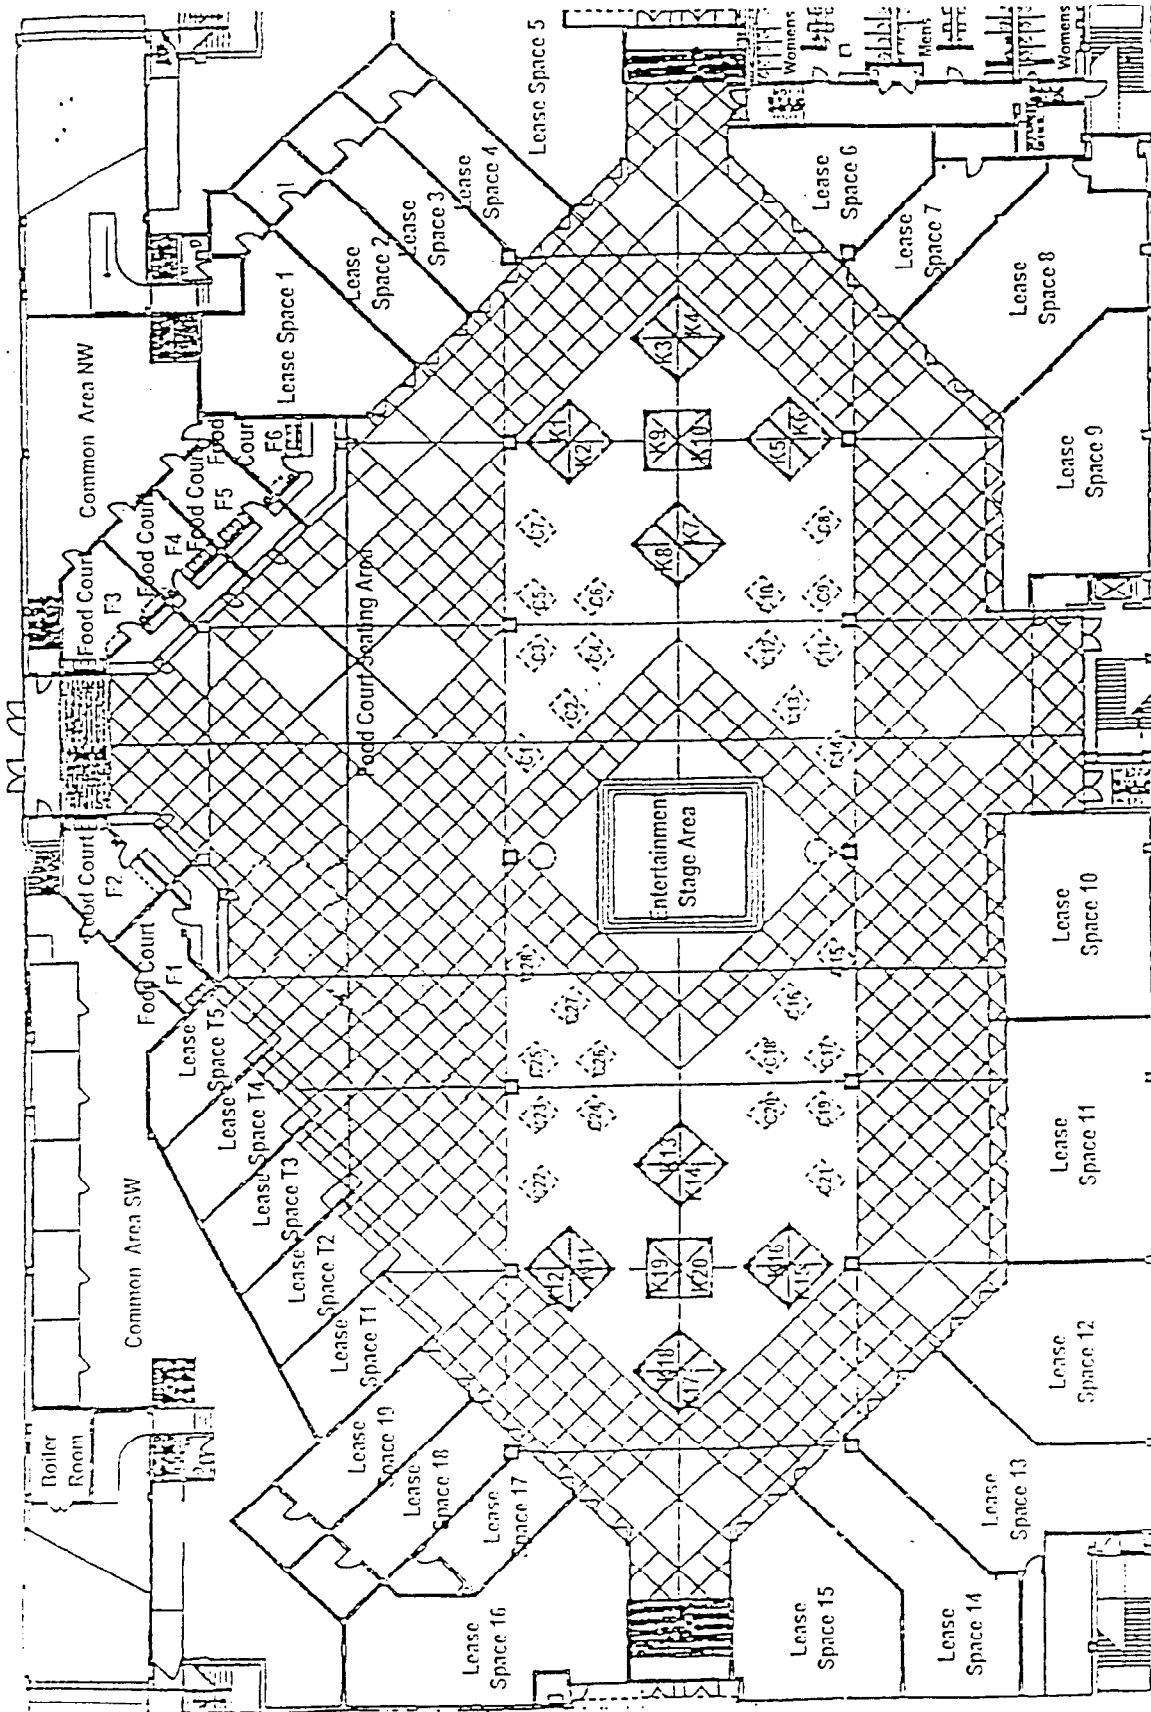 Boiler
Room
Common Area SW
Common Area NW
Food Court
F1
Food Court
F2
Food Court
F3
Food Court
F4
Food Court
F5
Food
Cour
F6
Food Court Seating Area
Lease Space 1
Lease
Space 2
Lease
Space 3
Lease
Space 4
Lease Space 5
Womens
Mens
Womens
Lease
Space 6
Lease
Space 7
Lease
Space 8
Lease
Space 9
Lease
Space 10
Lease
Space 11
Lease
Space 12
Lease
Space 13
Lease
Space 14
Lease
Space 15
Lease
Space 16
Lease
Space 17
Lease
Space 18
Lease
Space 19
Lease
Space T1
Lease
Space T2
Lease
Space T3
Lease
Space T4
Lease
Space T5
Entertainmen
Stage Area
K1
K2
K3
K4
K5
K6
K7
K8
K9
K10
K12
K13
K14
K15
K16
K17
K18
K19
K20
C1
C2
C3
C4
C5
C6
C7
C8
C9
C10
C11
C12
C13
C14
C16
C17
C18
C19
C20
C21
C22
C23
C24
C25
C26
C27